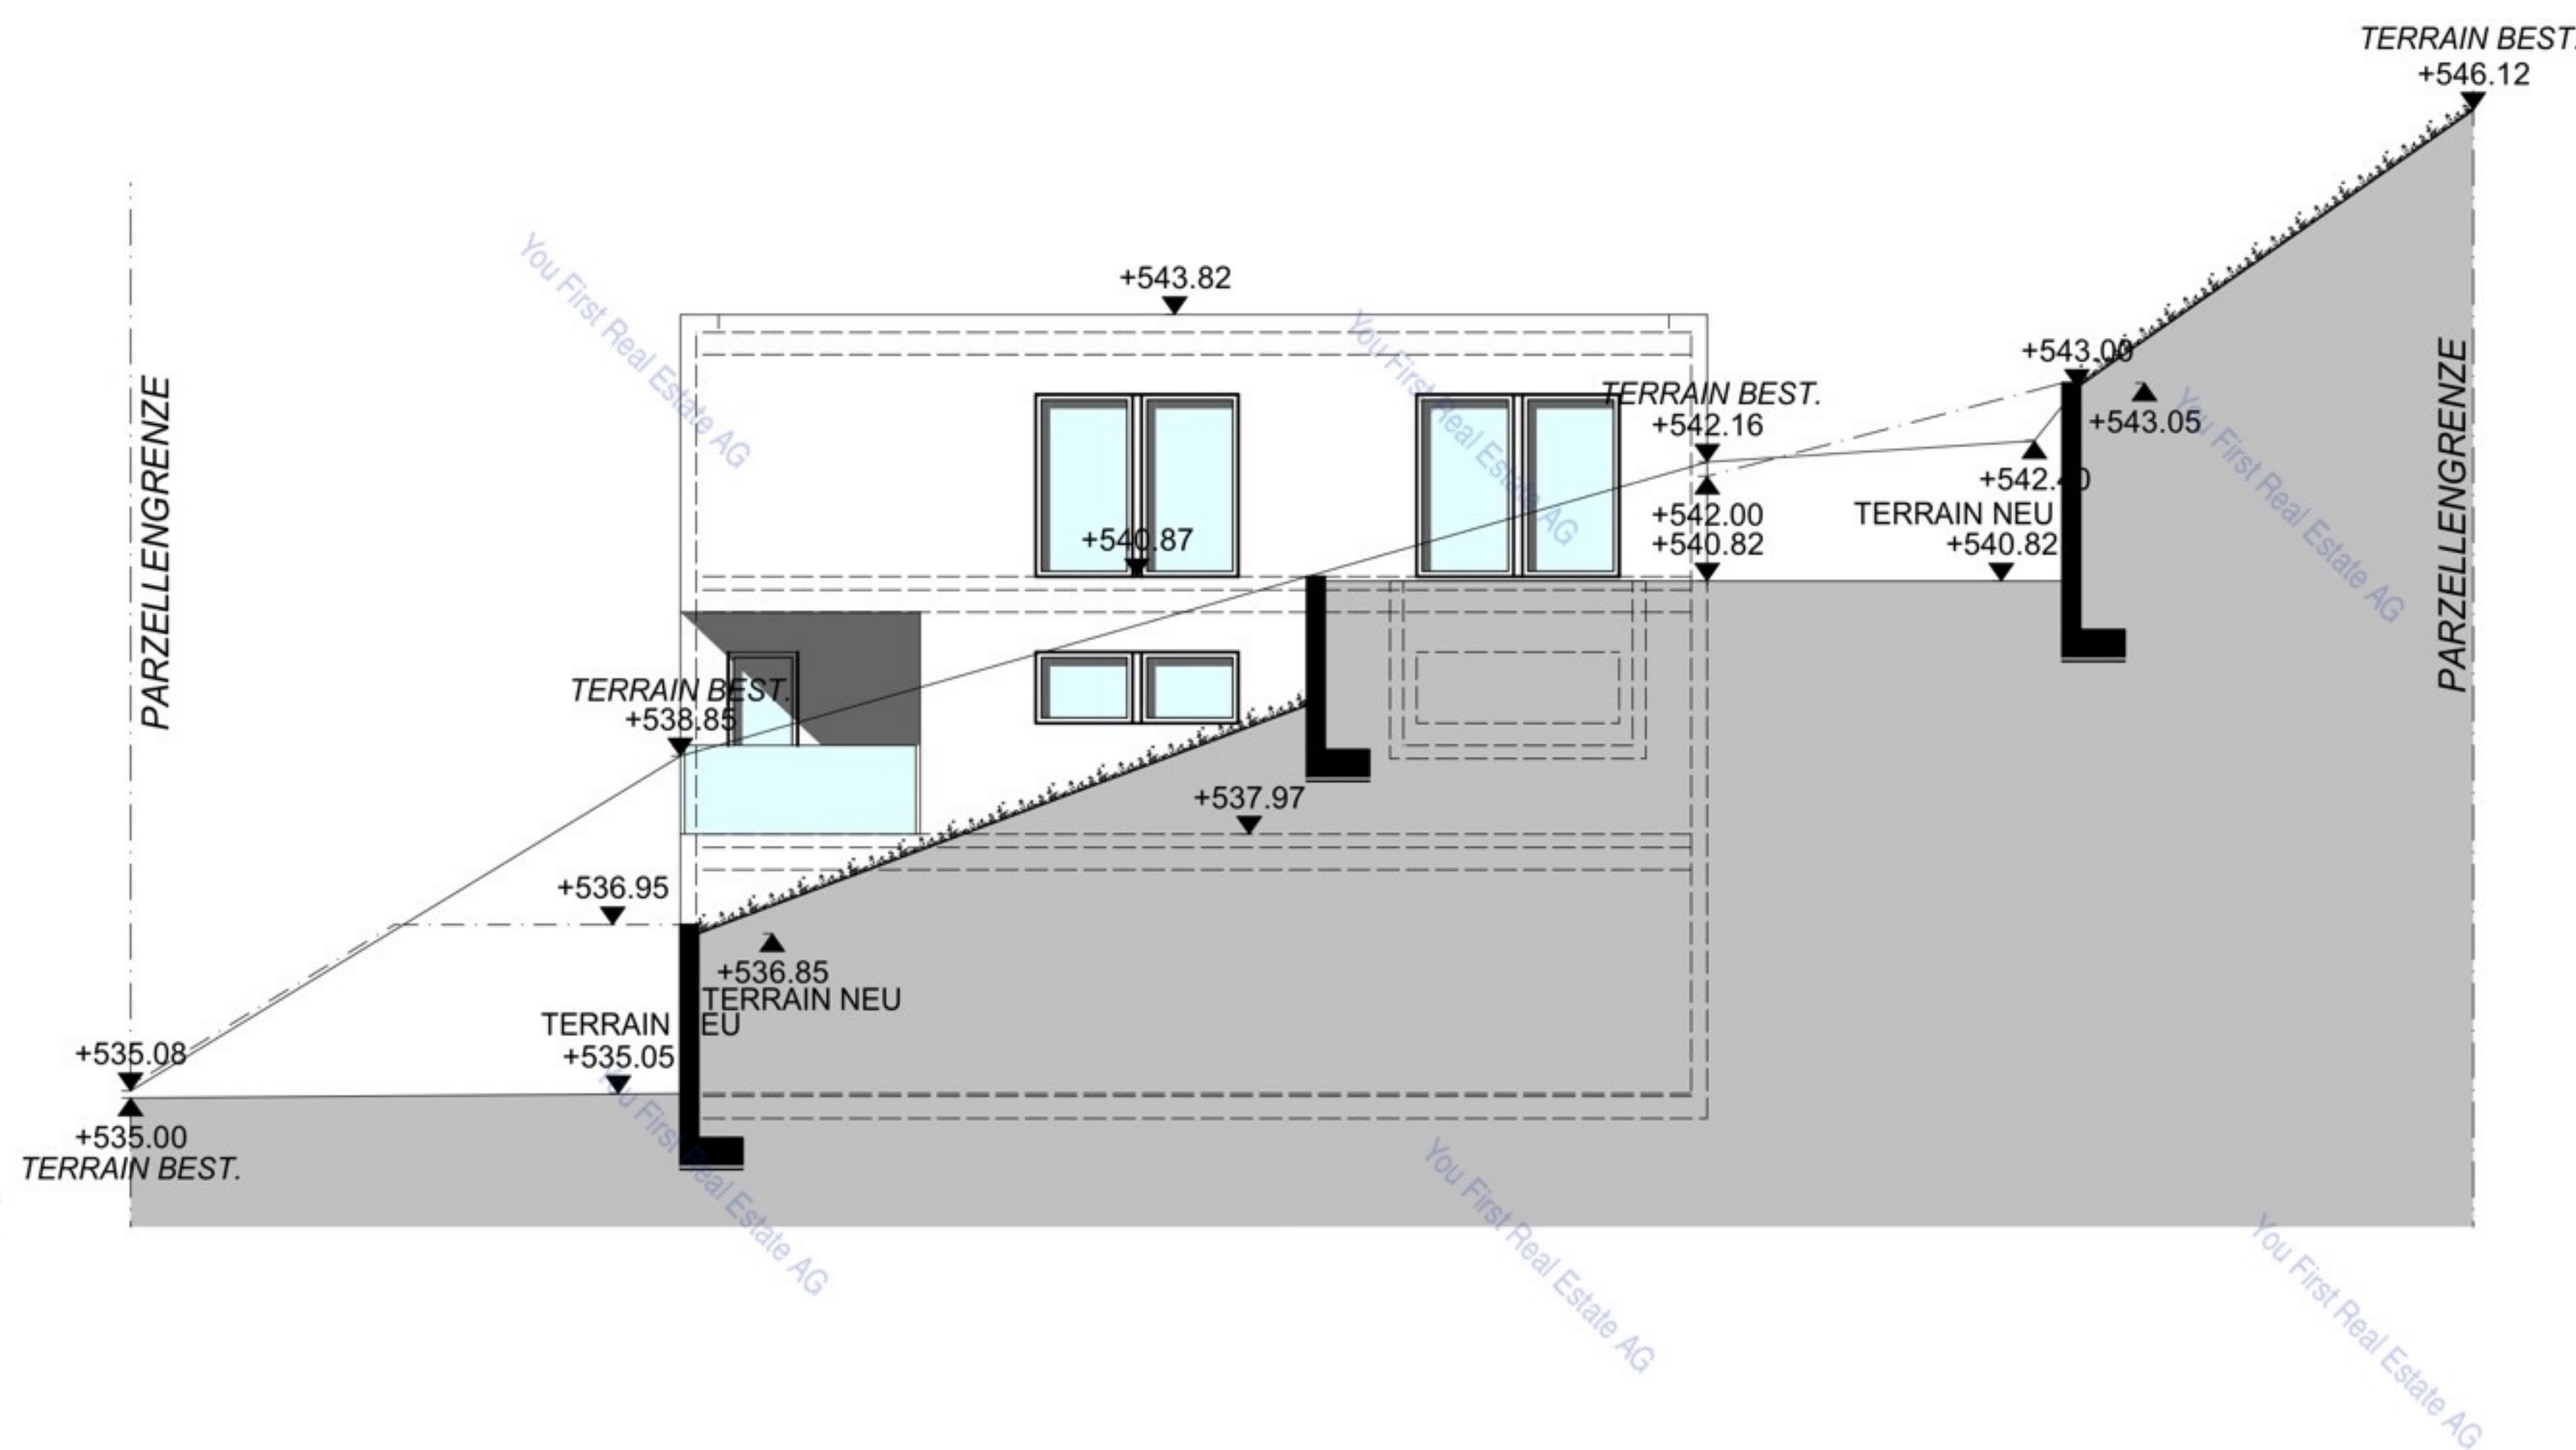 TERRAIN BEST.
+546.12
You First Real Estate AG
+543.82
You First Real Estate AG
+543.00
PARZELLENGRENZE
PARZELLENGRENZE
TERRAIN BEST.
+542.16
+543.05
You First Real Estate AG
+542.40
+542.00
TERRAIN NEU
+540.87
+540.82
+540.82
TERRAIN BEST.
+538.85
+537.97
+536.95
+536.85
TERRAIN NEU
TERRAIN EU
+535.08
+535.05
You First Real Estate AG
+535.00
TERRAIN BEST.
You First Real Estate AG
You First Real Estate AG